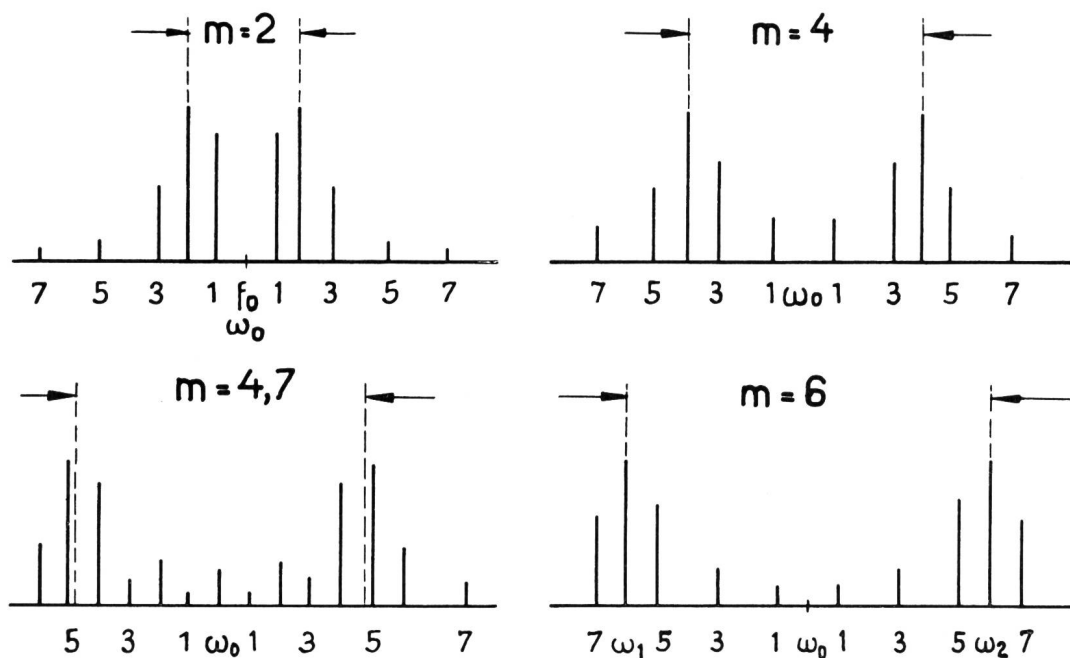 m = 2
7 5 3 1 f₀ 1 3 5 7
ω₀
m = 4
7 5 3 1 ω₀ 1 3 5 7
m = 4,7
5 3 1 ω₀ 1 3 5 7
m = 6
7 ω₁ 5 3 1 ω₀ 1 3 5 ω₂ 7